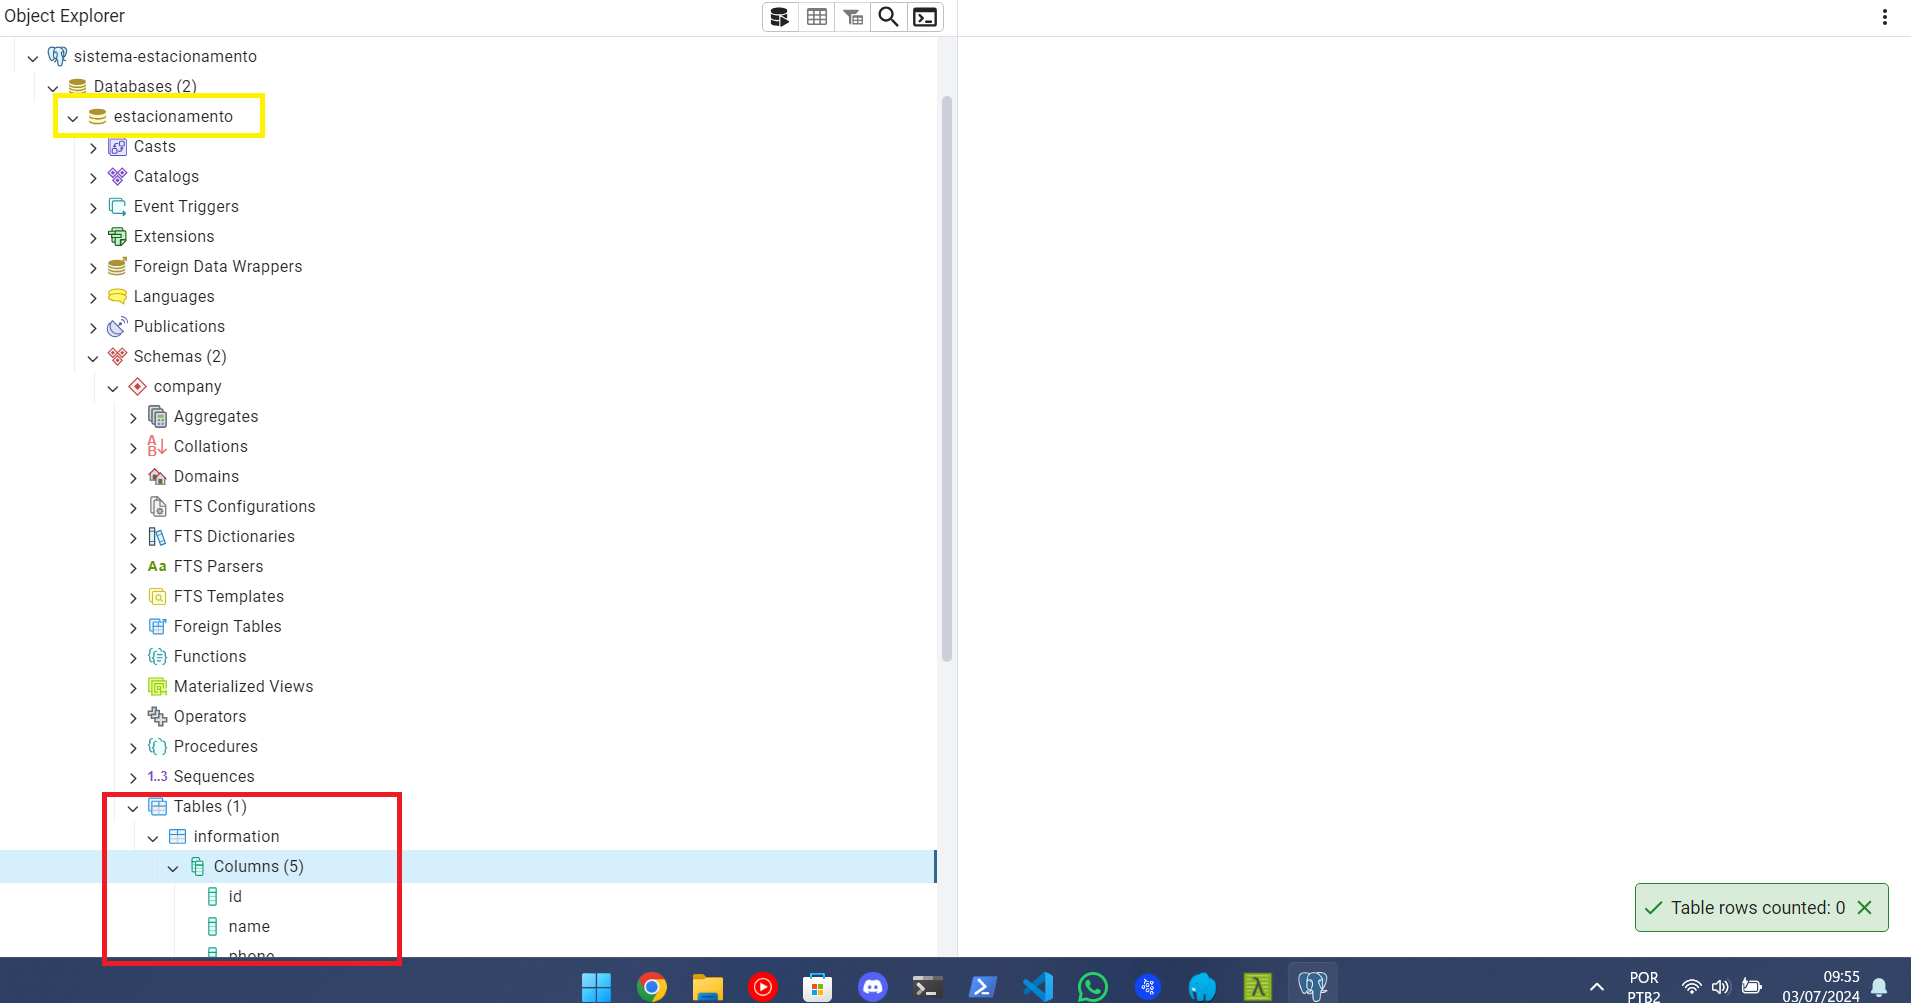 Object Explorer
sistema-estacionamento
Databases (2)
estacionamento
Casts
Catalogs
Event Triggers
Extensions
Foreign Data Wrappers
Languages
Publications
Schemas (2)
company
Aggregates
Collations
Domains
FTS Configurations
FTS Dictionaries
Aa FTS Parsers
FTS Templates
Foreign Tables
Functions
Materialized Views
Operators
Procedures
1..3 Sequences
Tables (1)
information
Columns (5)
id
name
phone
Table rows counted: 0
POR
PTB2
09:55
03/07/2024